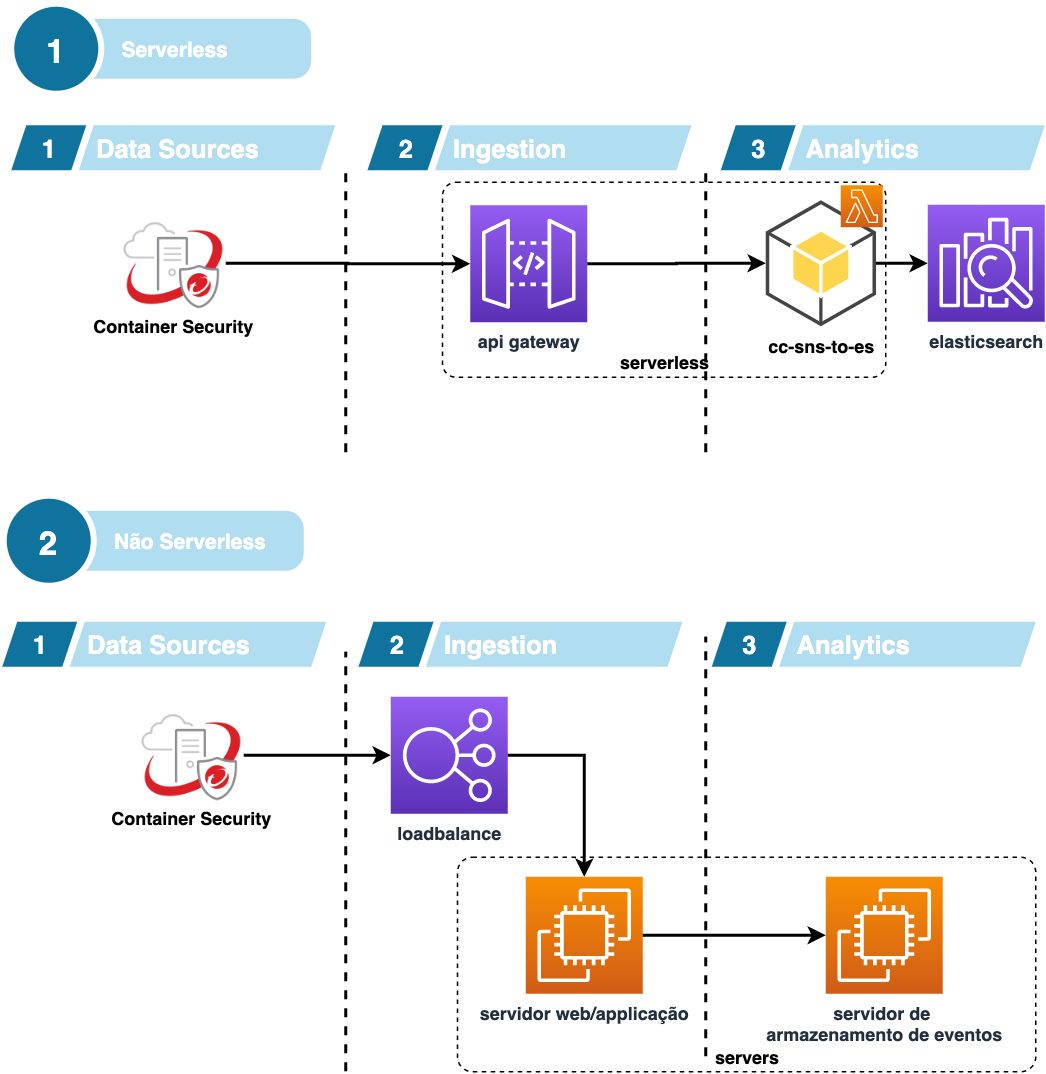 1
Serverless
1 Data Sources
2 Ingestion
3 Analytics
Container Security
api gateway
cc-sns-to-es
elasticsearch
serverless
2
Não Serverless
1 Data Sources
2 Ingestion
3 Analytics
Container Security
loadbalance
servidor web/applicação
servidor de
armazenamento de eventos
servers